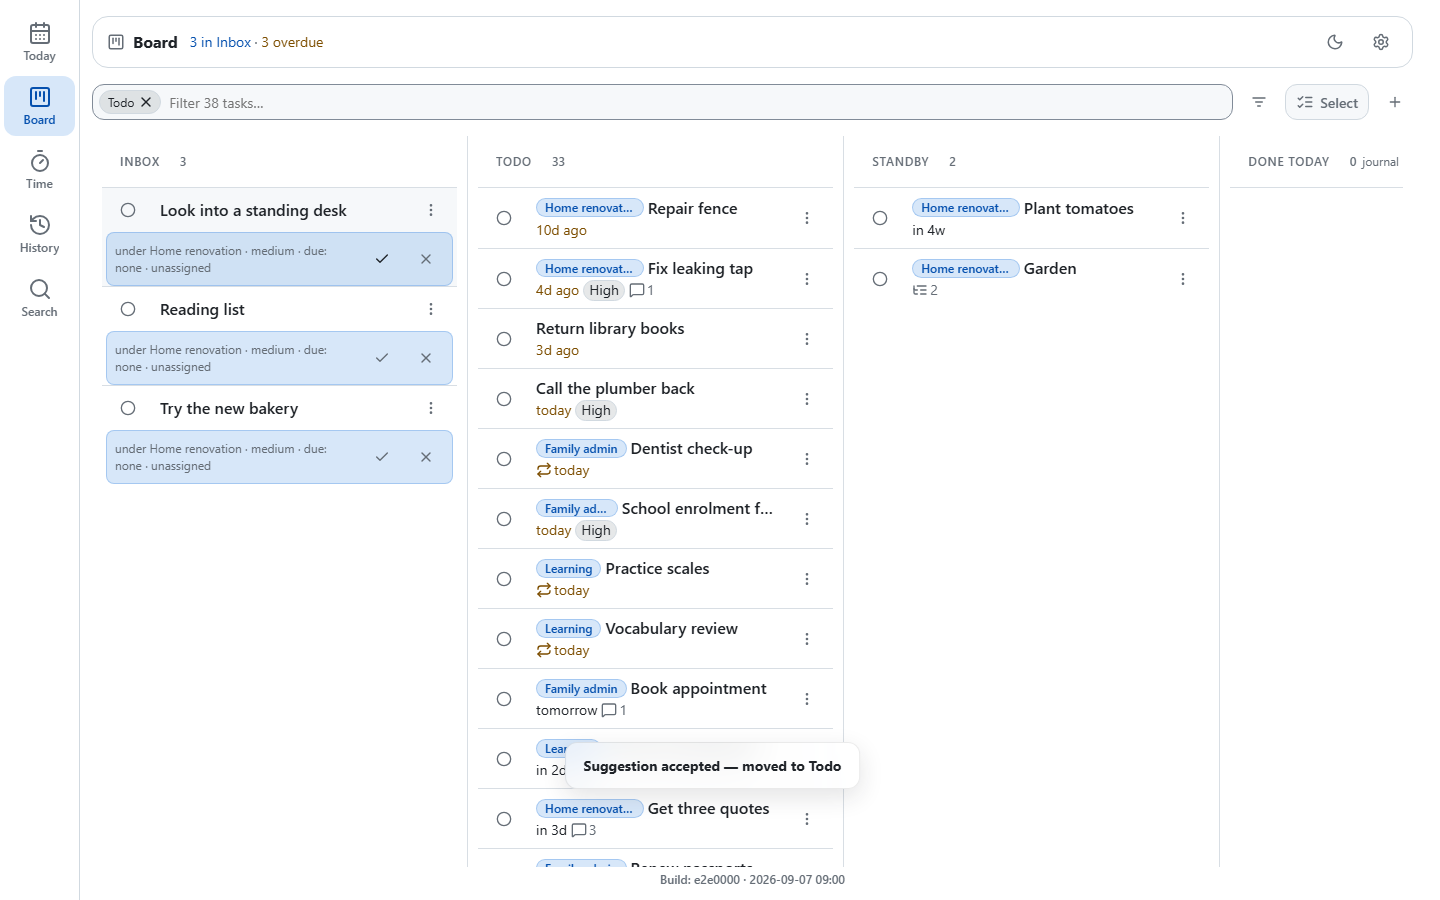 Today
Board
Time
History
Search
Board 3 in Inbox · 3 overdue
Todo Filter 38 tasks...
Select
INBOX 3
Look into a standing desk
under Home renovation · medium · due:
none · unassigned
Reading list
under Home renovation · medium · due:
none · unassigned
Try the new bakery
under Home renovation · medium · due:
none · unassigned
TODO 33
Home renovat... Repair fence
10d ago
Home renovat... Fix leaking tap
4d ago High 1
Return library books
3d ago
Call the plumber back
today High
Family admin Dentist check-up
today
Family ad... School enrolment f...
today High
Learning Practice scales
today
Learning Vocabulary review
today
Family admin Book appointment
tomorrow 1
in 2d
Home renovat... Get three quotes
in 3d 3
STANDBY 2
Home renovat... Plant tomatoes
in 4w
Home renovat... Garden
2
DONE TODAY 0 journal
Suggestion accepted — moved to Todo
Build: e2e0000 · 2026-09-07 09:00